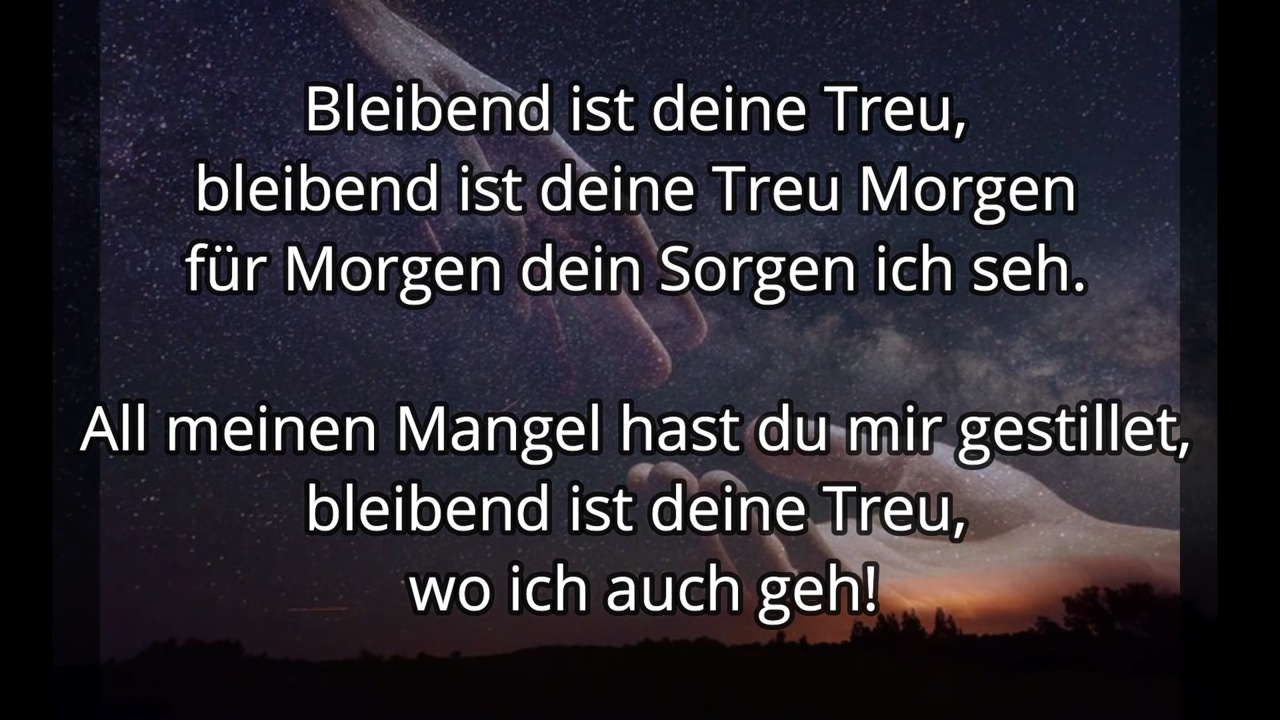 Bleibend ist deine Treu,
bleibend ist deine Treu Morgen
für Morgen dein Sorgen ich seh.
All meinen Mangel hast du mir gestillet,
bleibend ist deine Treu,
wo ich auch geh!